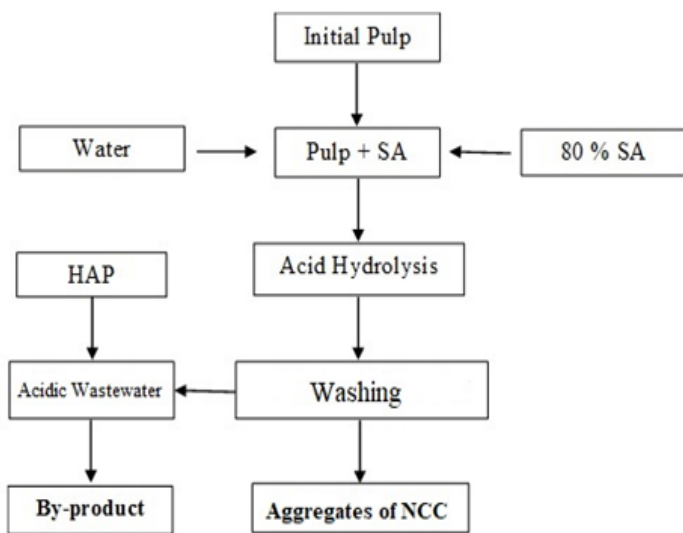 Initial Pulp
Water
Pulp + SA
80 % SA
Acid Hydrolysis
HAP
Acidic Wastewater
Washing
By-product
Aggregates of NCC